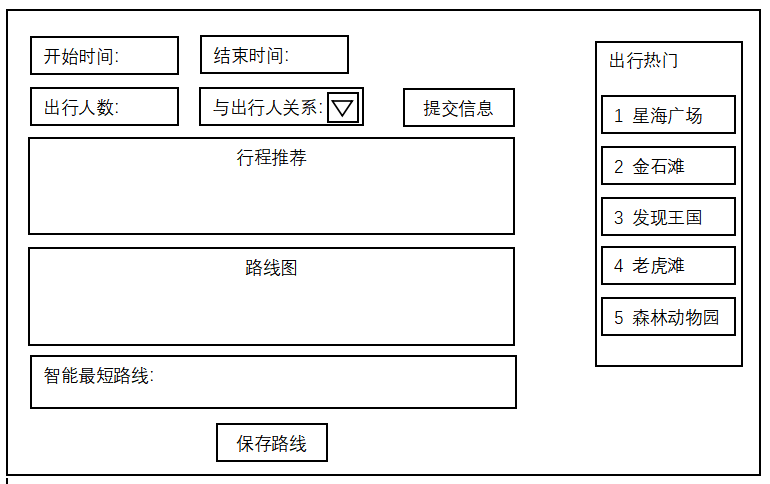 开始时间:
结束时间:
出行人数:
与出行人关系:
提交信息
行程推荐
路线图
智能最短路线:
保存路线
出行热门
1 星海广场
2 金石滩
3 发现王国
4 老虎滩
5 森林动物园